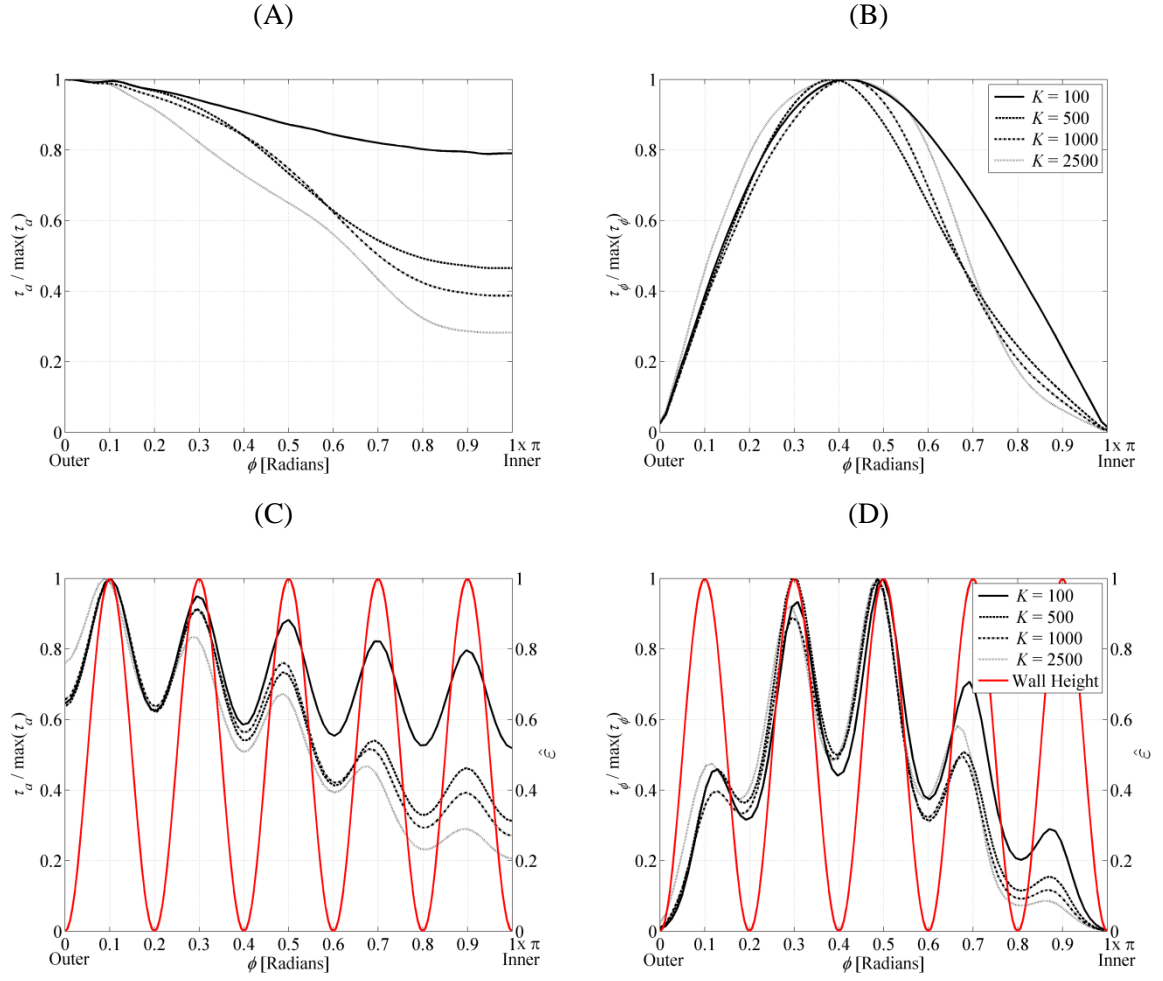 (A) (B)
1 1
0.8 0.8
0.6 0.6
0.4 0.4
0.2 0.2
0 0
τa / max(τa) τϕ / max(τϕ)
K = 100
K = 500
K = 1000
K = 2500
0 0.1 0.2 0.3 0.4 0.5 0.6 0.7 0.8 0.9 1x π 0 0.1 0.2 0.3 0.4 0.5 0.6 0.7 0.8 0.9 1x π
Outer ϕ [Radians] Inner Outer ϕ [Radians] Inner
(C) (D)
1 1 1 1
0.8 0.8 0.8 0.8
0.6 0.6 0.6 0.6
0.4 0.4 0.4 0.4
0.2 0.2 0.2 0.2
0 0 0 0
τa / max(τa) ε̂ τϕ / max(τϕ) ε̂
K = 100
K = 500
K = 1000
K = 2500
Wall Height
0 0.1 0.2 0.3 0.4 0.5 0.6 0.7 0.8 0.9 1x π 0 0.1 0.2 0.3 0.4 0.5 0.6 0.7 0.8 0.9 1x π
Outer ϕ [Radians] Inner Outer ϕ [Radians] Inner